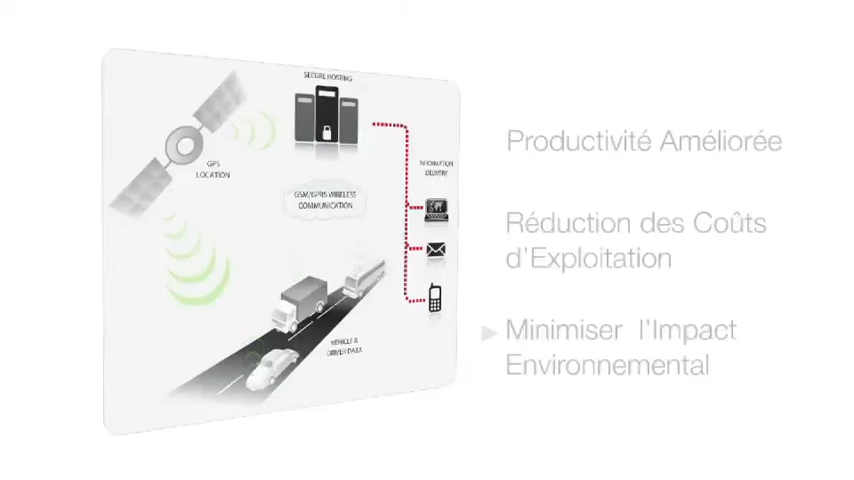 SECURE HOSTING
GPS
LOCATION
INFORMATION
DELIVERY
GSM/GPRS WIRELESS
COMMUNICATION
VEHICLE &
DRIVER DATA
Productivité Améliorée
Réduction des Coûts
d'Exploitation
Minimiser l'Impact
Environnemental